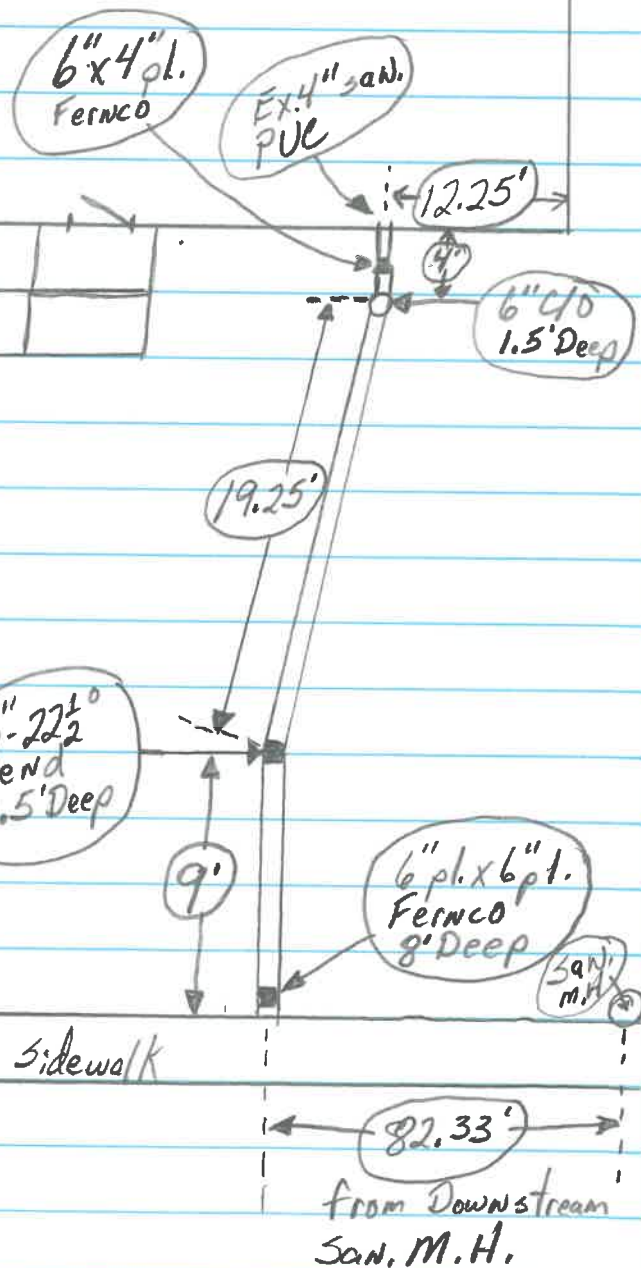 6"x4" pl.
Fernco
Ex.4" San.
PVC
12.25'
4'
6" C/O
1.5' Deep
19.25'
"-22½°
end
.5' Deep
9'
6" pl. x 6" pl.
Fernco
8' Deep
San.
M.H
Sidewalk
82.33'
from Downstream
San. M.H.